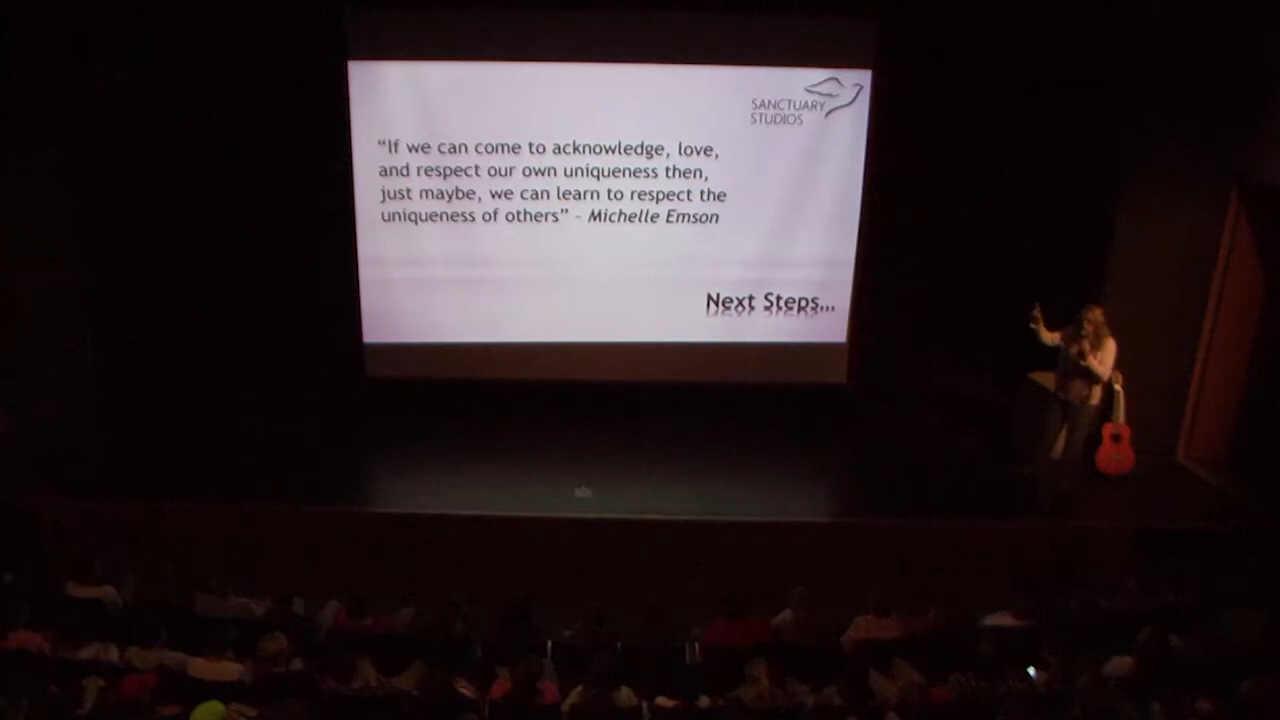 SANCTUARY
STUDIOS
“If we can come to acknowledge, love,
and respect our own uniqueness then,
just maybe, we can learn to respect the
uniqueness of others” - Michelle Emson
Next Steps...